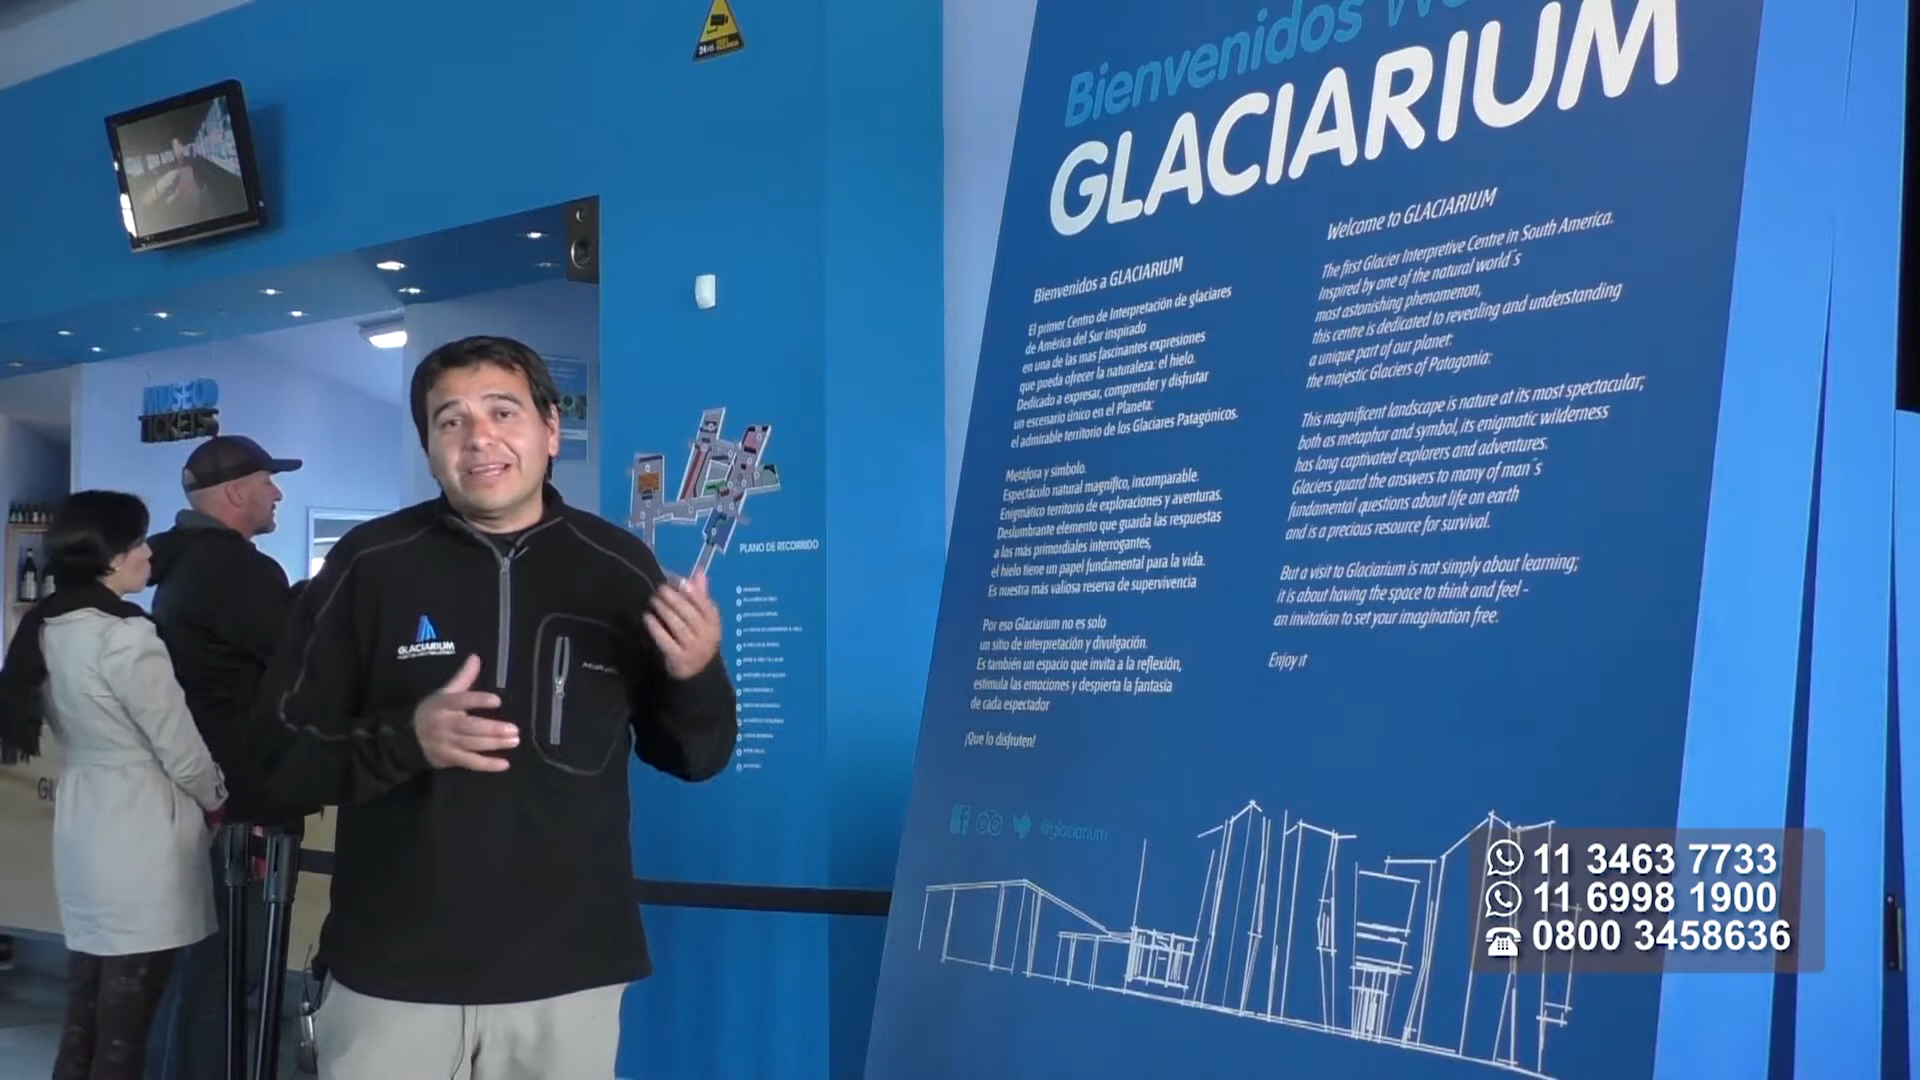 Bienvenidos
GLACIARIUM
24HS
MUSEO
TICKETS
Bienvenidos a GLACIARIUM
El primer Centro de Interpretación de glaciares
de América del Sur inspirado
en una de las mas fascinantes expresiones
que pueda ofrecer la naturaleza: el hielo.
Dedicado a expresar, comprender y disfrutar
un escenario único en el Planeta:
el admirable territorio de los Glaciares Patagónicos.
Metáfora y símbolo.
Espectáculo natural magnífico, incomparable.
Enigmático territorio de exploraciones y aventuras.
Deslumbrante elemento que guarda las respuestas
a los más primordiales interrogantes,
el hielo tiene un papel fundamental para la vida.
Es nuestra más valiosa reserva de supervivencia
Por eso Glaciarium no es solo
un sitio de interpretación y divulgación.
Es también un espacio que invita a la reflexión,
estimula las emociones y despierta la fantasía
de cada espectador
¡Que lo disfruten!
Welcome to GLACIARIUM
The first Glacier Interpretive Centre in South America.
Inspired by one of the natural world´s
most astonishing phenomenon,
this centre is dedicated to revealing and understanding
a unique part of our planet:
the majestic Glaciers of Patagonia:
This magnificent landscape is nature at its most spectacular;
both as metaphor and symbol, its enigmatic wilderness
has long captivated explorers and adventures.
Glaciers guard the answers to many of man´s
fundamental questions about life on earth
and is a precious resource for survival.
But a visit to Glaciarium is not simply about learning;
it is about having the space to think and feel –
an invitation to set your imagination free.
Enjoy it
@glaciarium
PLANO DE RECORRIDO
GLACIARIUM
11 3463 7733
11 6998 1900
0800 3458636